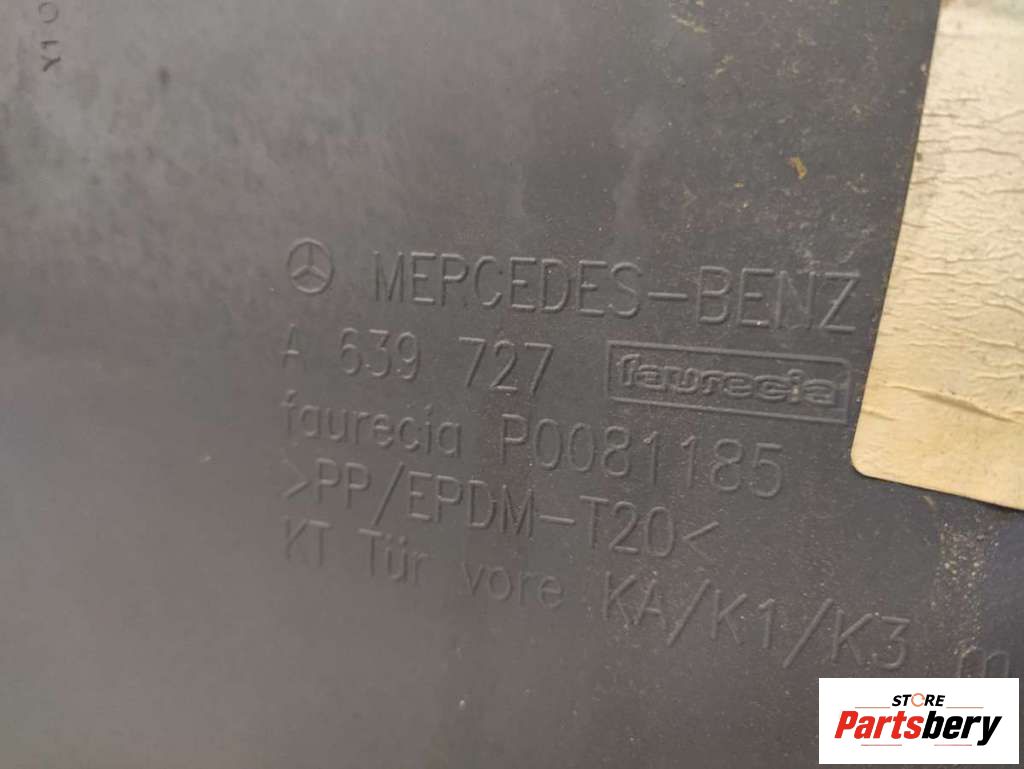 MERCEDES-BENZ
A 639 727 faurecia
faurecia P0081185
>PP/EPDM-T20<
KT Tür vore KA/K1/K3 m
STORE
Partsbery